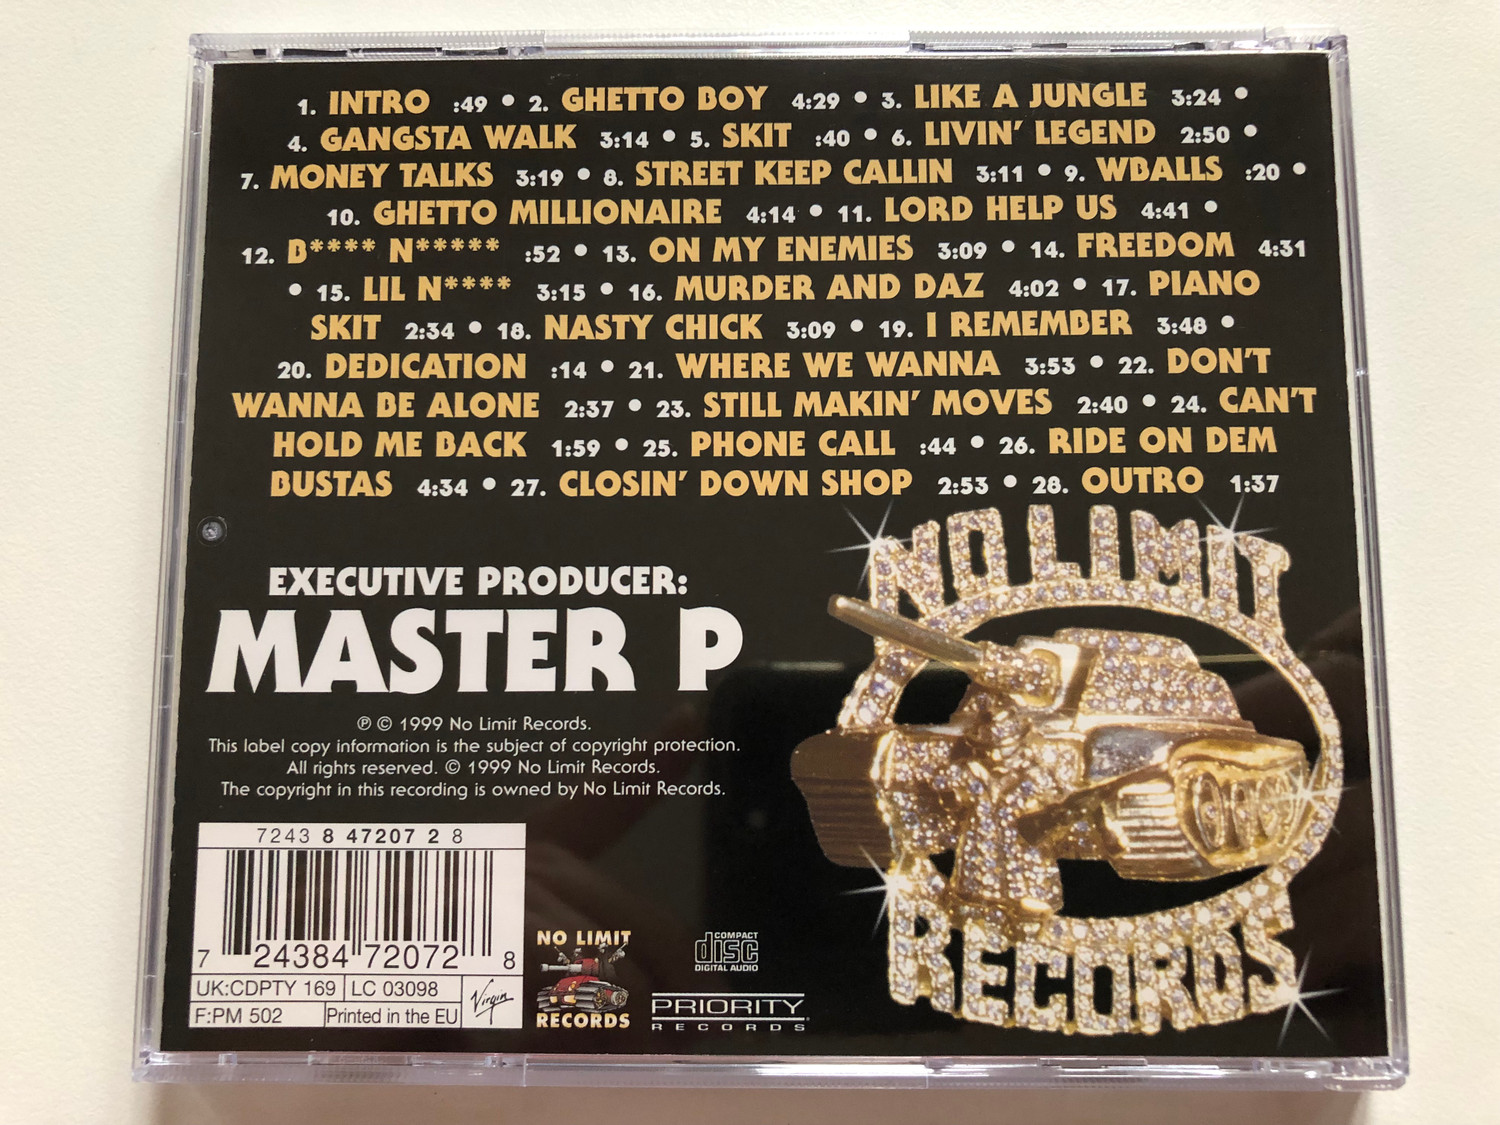 1. INTRO :49 • 2. GHETTO BOY 4:29 • 3. LIKE A JUNGLE 3:24 •
4. GANGSTA WALK 3:14 • 5. SKIT :40 • 6. LIVIN' LEGEND 2:50 •
7. MONEY TALKS 3:19 • 8. STREET KEEP CALLIN 3:11 • 9. WBALLS :20 •
10. GHETTO MILLIONAIRE 4:14 • 11. LORD HELP US 4:41 •
12. B**** N***** :52 • 13. ON MY ENEMIES 3:09 • 14. FREEDOM 4:31
• 15. LIL N**** 3:15 • 16. MURDER AND DAZ 4:02 • 17. PIANO
SKIT 2:34 • 18. NASTY CHICK 3:09 • 19. I REMEMBER 3:48 •
20. DEDICATION :14 • 21. WHERE WE WANNA 3:53 • 22. DON'T
WANNA BE ALONE 2:37 • 23. STILL MAKIN' MOVES 2:40 • 24. CAN'T
HOLD ME BACK 1:59 • 25. PHONE CALL :44 • 26. RIDE ON DEM
BUSTAS 4:34 • 27. CLOSIN' DOWN SHOP 2:53 • 28. OUTRO 1:37
NO LIMIT
RECORDS
EXECUTIVE PRODUCER:
MASTER P
℗ © 1999 No Limit Records.
This label copy information is the subject of copyright protection.
All rights reserved. © 1999 No Limit Records.
The copyright in this recording is owned by No Limit Records.
7243 8 47207 2 8
7 24384 72072 8
UK:CDPTY 169 LC 03098
F:PM 502 Printed in the EU
Virgin
NO LIMIT
RECORDS
COMPACT
disc
DIGITAL AUDIO
PRIORITY
RECORDS